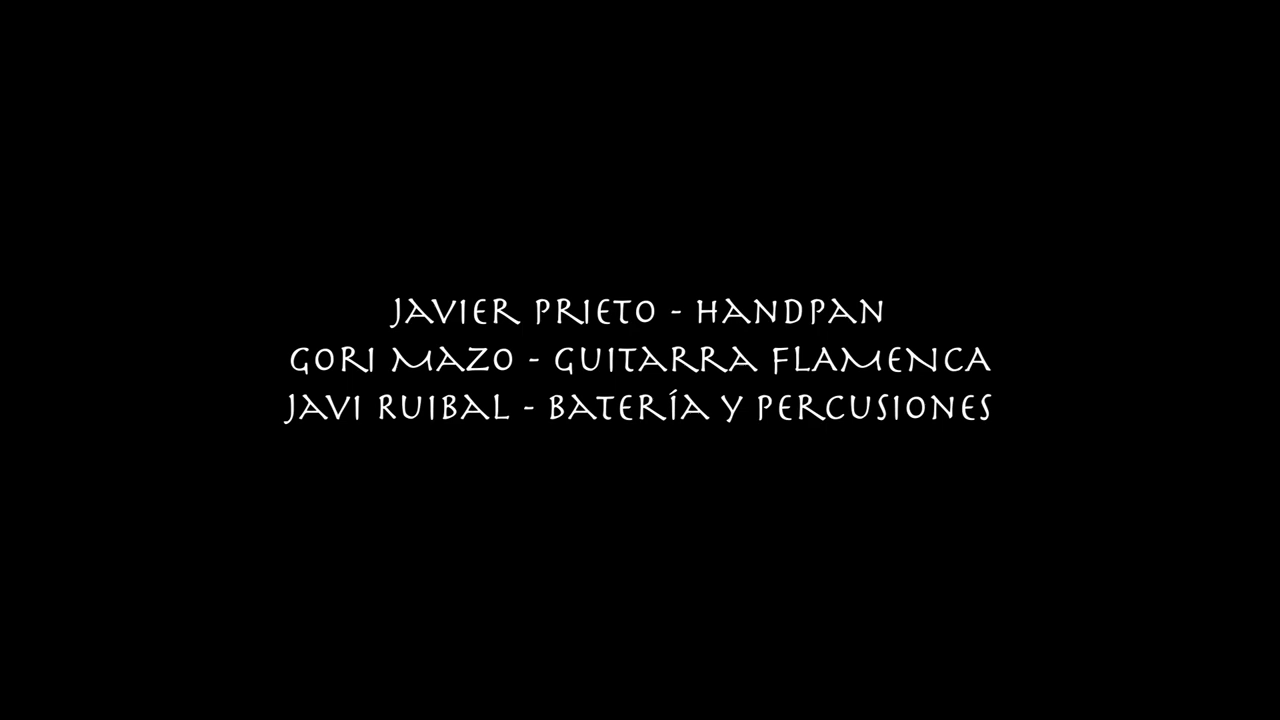 Javier Prieto - Handpan
Gori Mazo - Guitarra Flamenca
Javi Ruibal - Batería y Percusiones